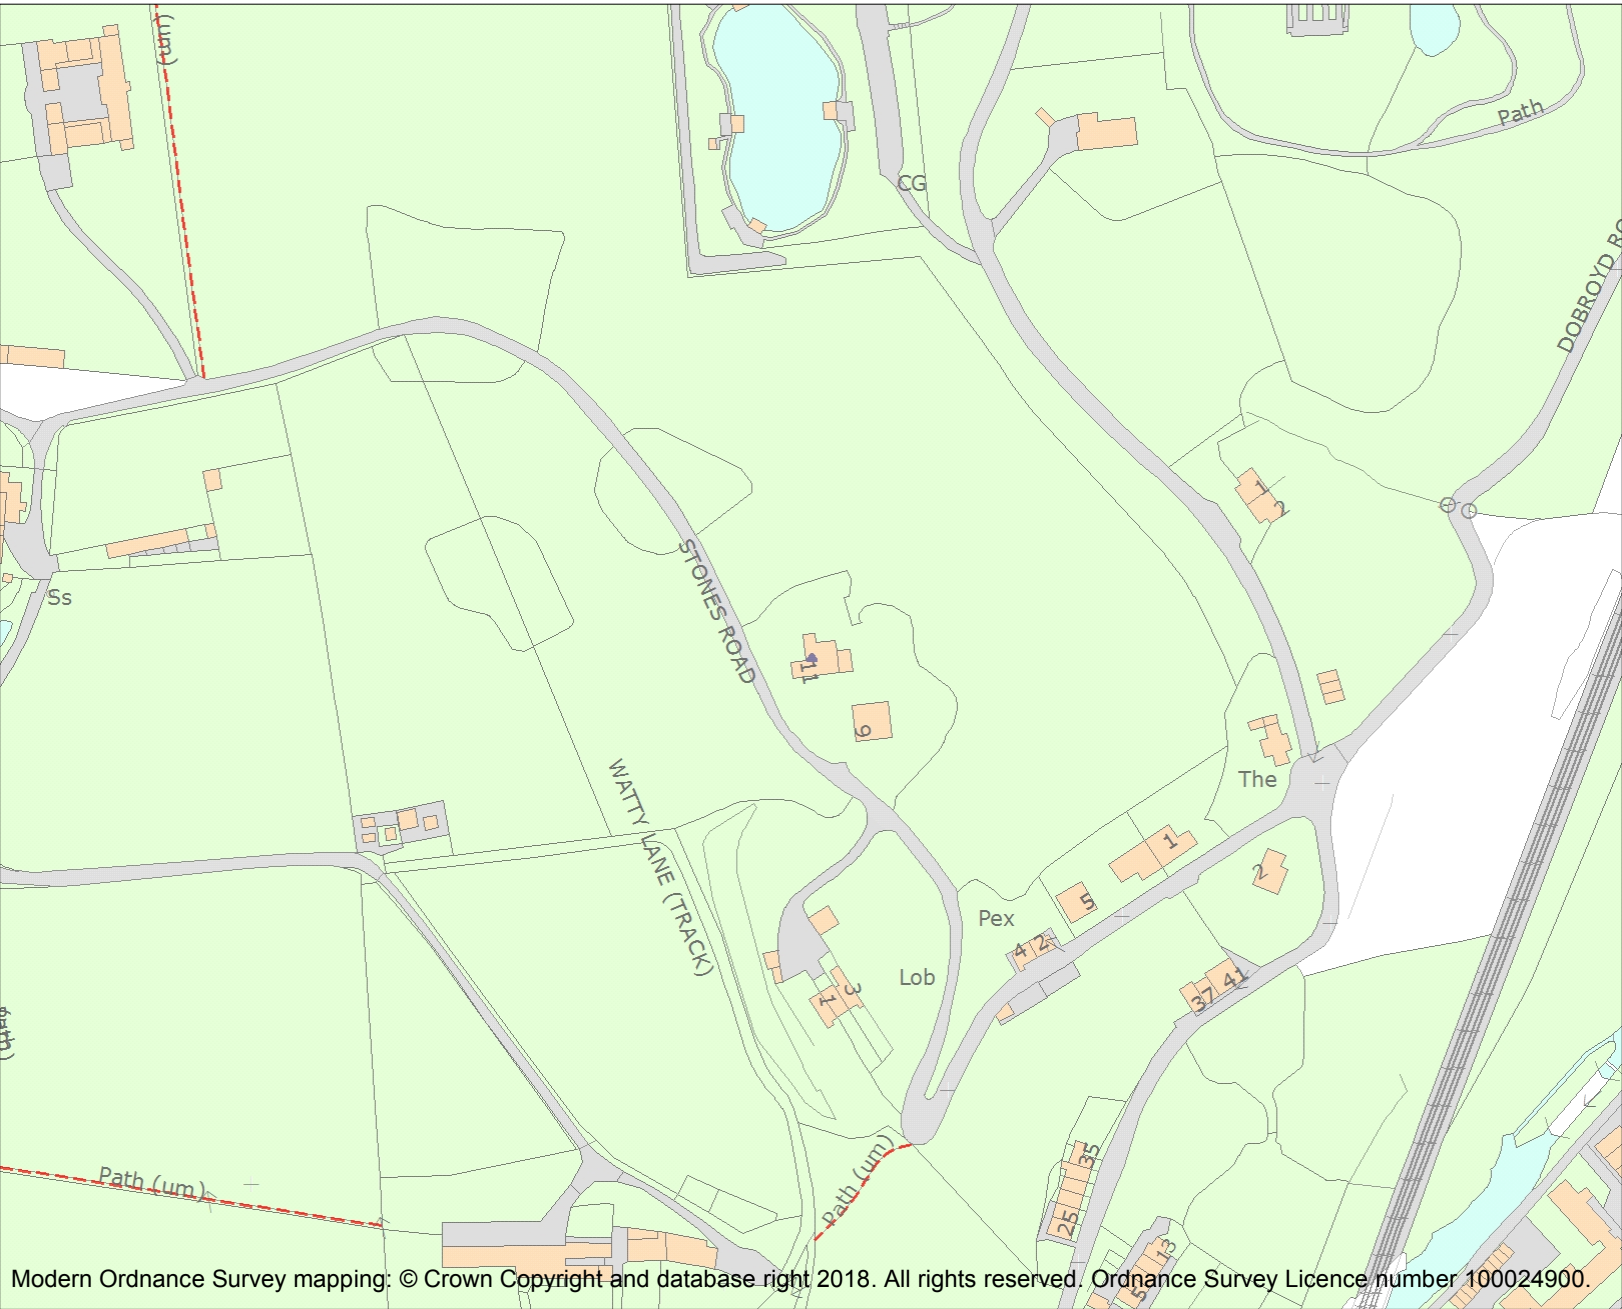 (um)
Path
CG
DOBROYD RO
1
2
STONES ROAD
Ss
11
9
The
WATTY LANE (TRACK)
1
2
5
Pex
4 2
Lob
3
1
37 41
35
Path (um)
Path (um)
25
13
5
Modern Ordnance Survey mapping: © Crown Copyright and database right 2018. All rights reserved. Ordnance Survey Licence number 100024900.